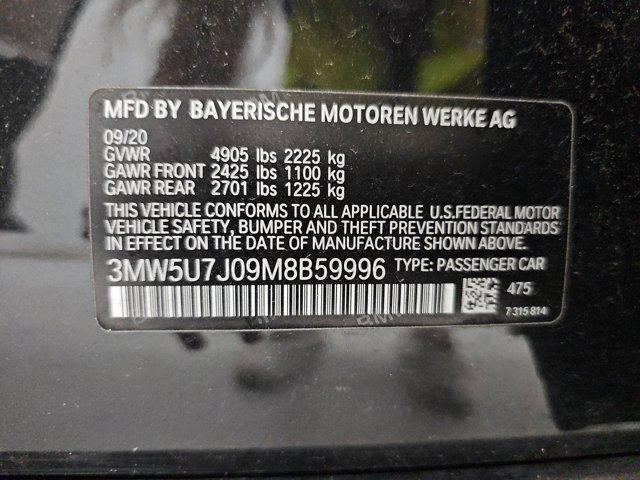 MFD BY BAYERISCHE MOTOREN WERKE AG
09/20
GVWR 4905 lbs 2225 kg
GAWR FRONT 2425 lbs 1100 kg
GAWR REAR 2701 lbs 1225 kg
THIS VEHICLE CONFORMS TO ALL APPLICABLE U.S.FEDERAL MOTOR
VEHICLE SAFETY, BUMPER AND THEFT PREVENTION STANDARDS
IN EFFECT ON THE DATE OF MANUFACTURE SHOWN ABOVE.
3MW5U7J09M8B59996 TYPE: PASSENGER CAR
475
7 315 814